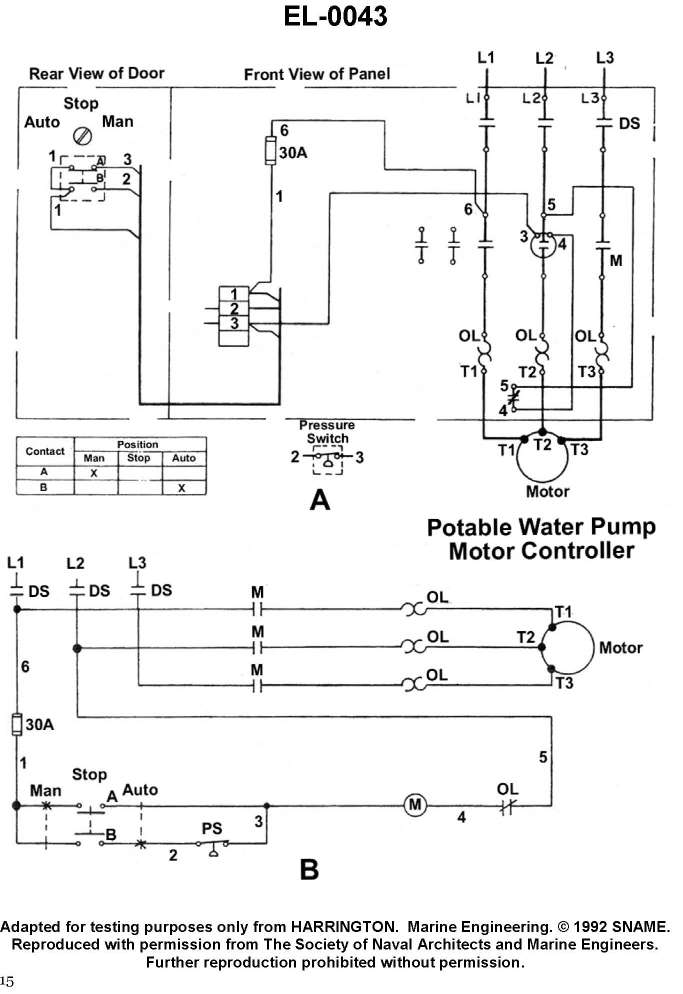 EL-0043
L1 L2 L3
Rear View of Door Front View of Panel
Stop
Auto Man
L1 L2 L3
DS
6
30A
1 A 3
B 2
1
1
6 5
3 4
M
1
2
3
OL OL OL
T1 T2 T3
5
4
Pressure
Switch
2 3
T1 T2 T3
Motor
Contact Position
Man Stop Auto
A X
B X
A
Potable Water Pump
Motor Controller
L1 L2 L3
DS DS DS
M OL T1
M OL T2 Motor
M OL T3
6
30A
1
5
Stop
Man A Auto
M OL
3 4
B PS
2
B
Adapted for testing purposes only from HARRINGTON. Marine Engineering. © 1992 SNAME.
Reproduced with permission from The Society of Naval Architects and Marine Engineers.
Further reproduction prohibited without permission.
15